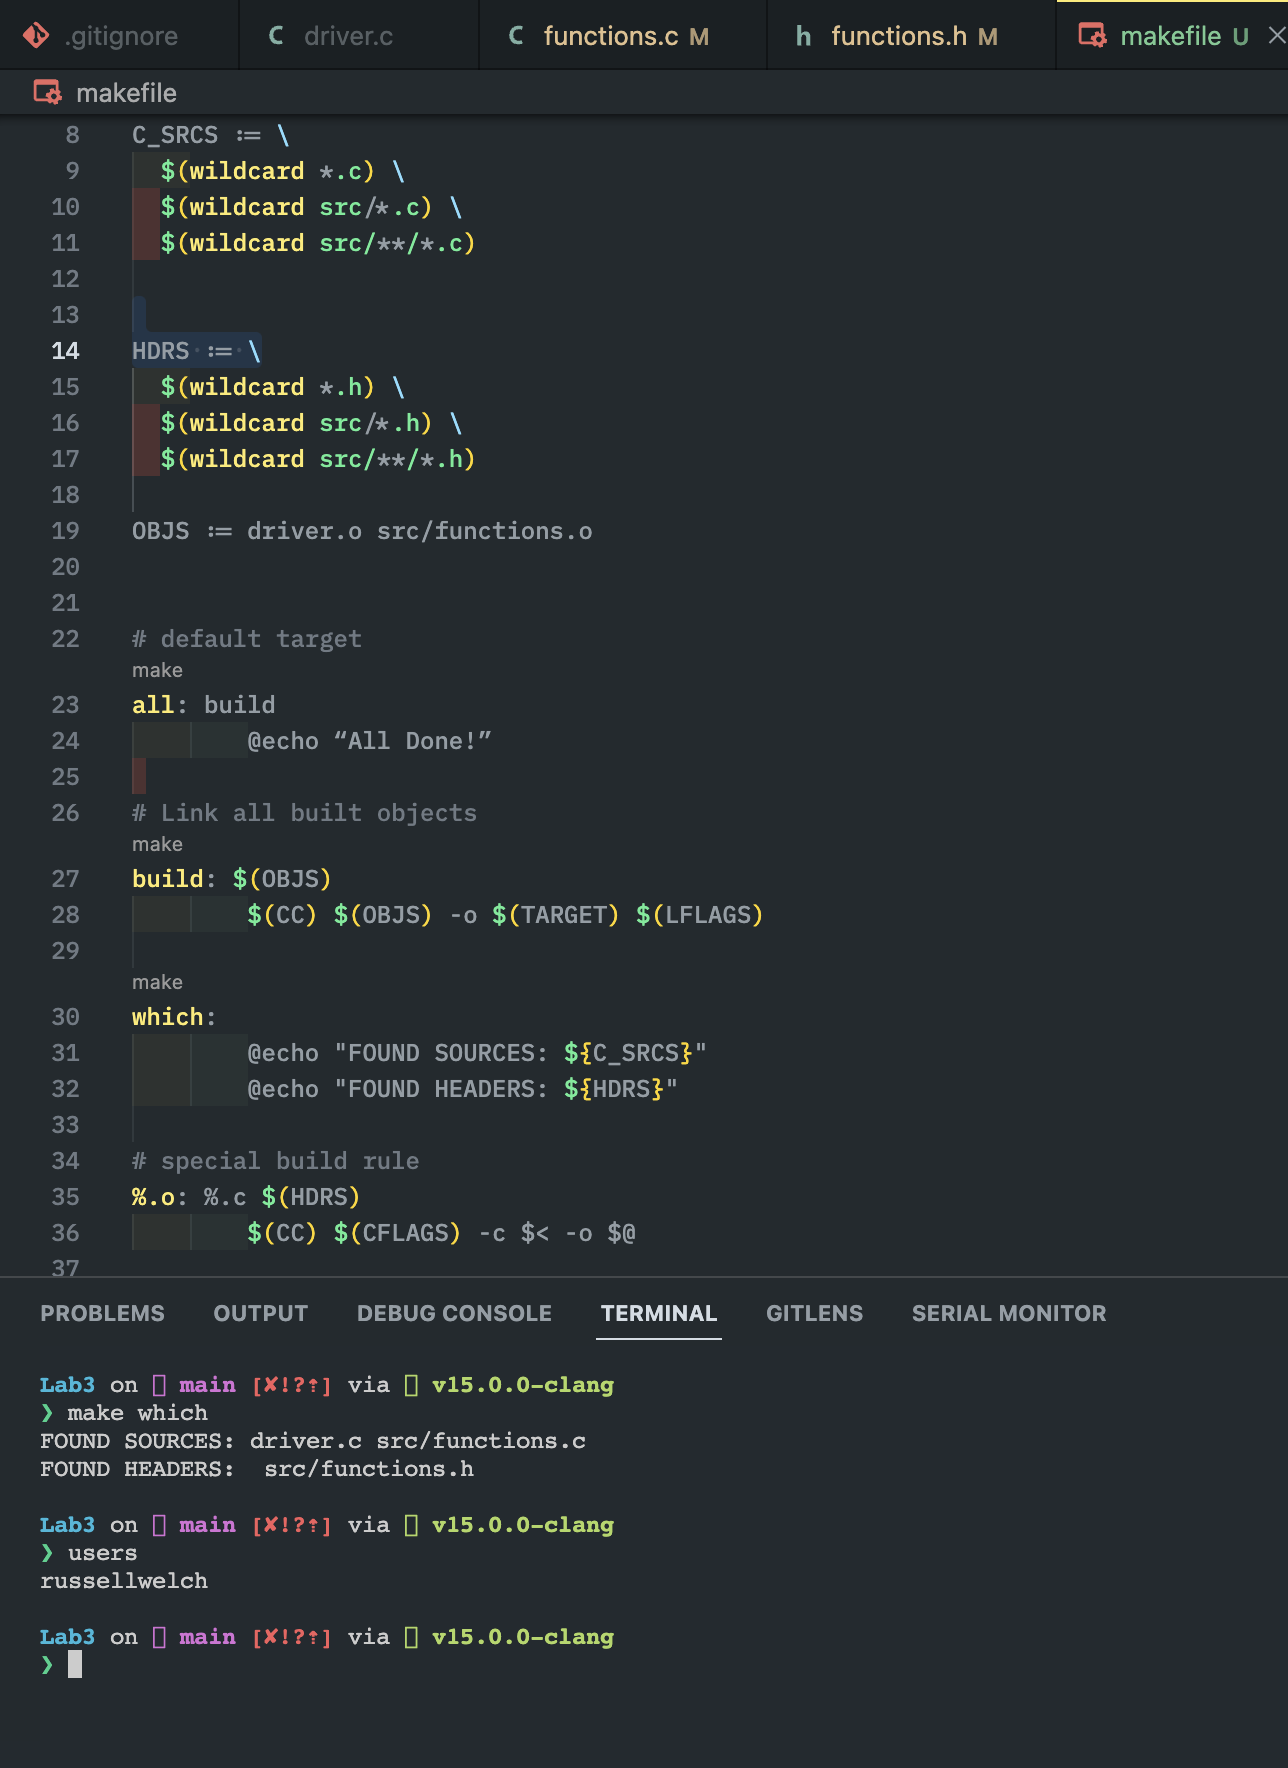 .gitignore
C driver.c
C functions.c M
h functions.h M
makefile U ×
makefile
8 C_SRCS := \
9 $(wildcard *.c) \
10 $(wildcard src/*.c) \
11 $(wildcard src/**/*.c)
12
13
14 HDRS := \
15 $(wildcard *.h) \
16 $(wildcard src/*.h) \
17 $(wildcard src/**/*.h)
18
19 OBJS := driver.o src/functions.o
20
21
22 # default target
make
23 all: build
24 @echo “All Done!”
25
26 # Link all built objects
make
27 build: $(OBJS)
28 $(CC) $(OBJS) -o $(TARGET) $(LFLAGS)
29
make
30 which:
31 @echo "FOUND SOURCES: ${C_SRCS}"
32 @echo "FOUND HEADERS: ${HDRS}"
33
34 # special build rule
35 %.o: %.c $(HDRS)
36 $(CC) $(CFLAGS) -c $< -o $@
37
PROBLEMS OUTPUT DEBUG CONSOLE TERMINAL GITLENS SERIAL MONITOR
Lab3 on main [✘!?⇡] via v15.0.0-clang
❯ make which
FOUND SOURCES: driver.c src/functions.c
FOUND HEADERS:  src/functions.h
Lab3 on main [✘!?⇡] via v15.0.0-clang
❯ users
russellwelch
Lab3 on main [✘!?⇡] via v15.0.0-clang
❯